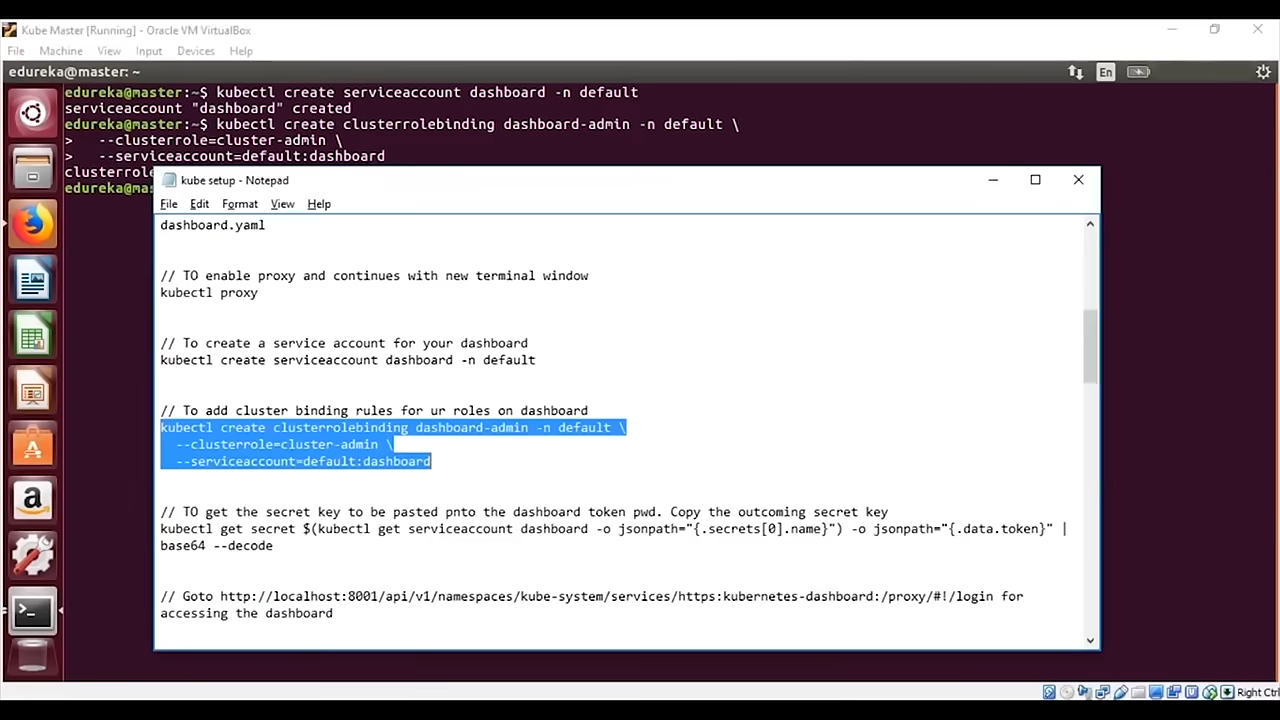 Kube Master [Running] - Oracle VM VirtualBox
File Machine View Input Devices Help
edureka@master: ~
En
edureka@master:~$ kubectl create serviceaccount dashboard -n default
serviceaccount "dashboard" created
edureka@master:~$ kubectl create clusterrolebinding dashboard-admin -n default \
> --clusterrole=cluster-admin \
> --serviceaccount=default:dashboard
clusterrole
edureka@mas
kube setup - Notepad
File Edit Format View Help
dashboard.yaml
// TO enable proxy and continues with new terminal window
kubectl proxy
// To create a service account for your dashboard
kubectl create serviceaccount dashboard -n default
// To add cluster binding rules for ur roles on dashboard
kubectl create clusterrolebinding dashboard-admin -n default \
--clusterrole=cluster-admin \
--serviceaccount=default:dashboard
// TO get the secret key to be pasted pnto the dashboard token pwd. Copy the outcoming secret key
kubectl get secret $(kubectl get serviceaccount dashboard -o jsonpath="{.secrets[0].name}") -o jsonpath="{.data.token}" |
base64 --decode
// Goto http://localhost:8001/api/v1/namespaces/kube-system/services/https:kubernetes-dashboard:/proxy/#!/login for
accessing the dashboard
Right Ctrl